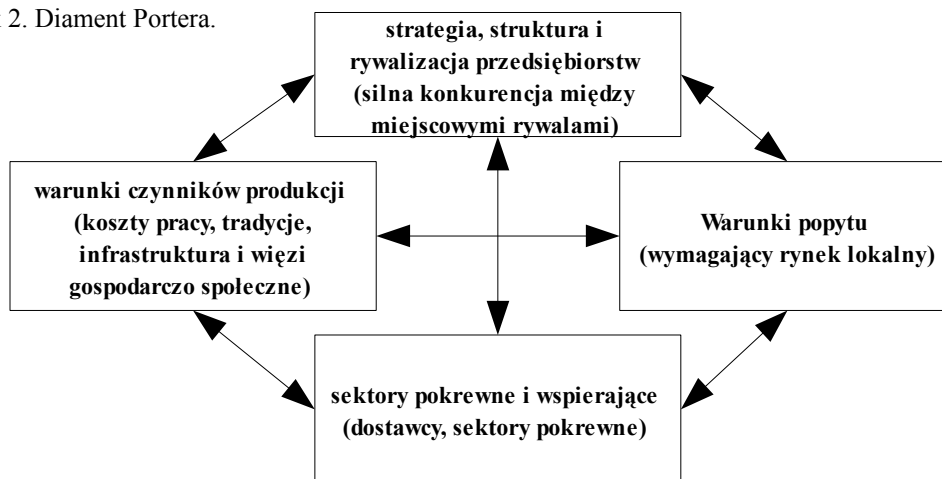 2. Diament Portera.
strategia, struktura i
rywalizacja przedsiębiorstw
(silna konkurencja między
miejscowymi rywalami)
warunki czynników produkcji
(koszty pracy, tradycje,
infrastruktura i więzi
gospodarczo społeczne)
Warunki popytu
(wymagający rynek lokalny)
sektory pokrewne i wspierające
(dostawcy, sektory pokrewne)